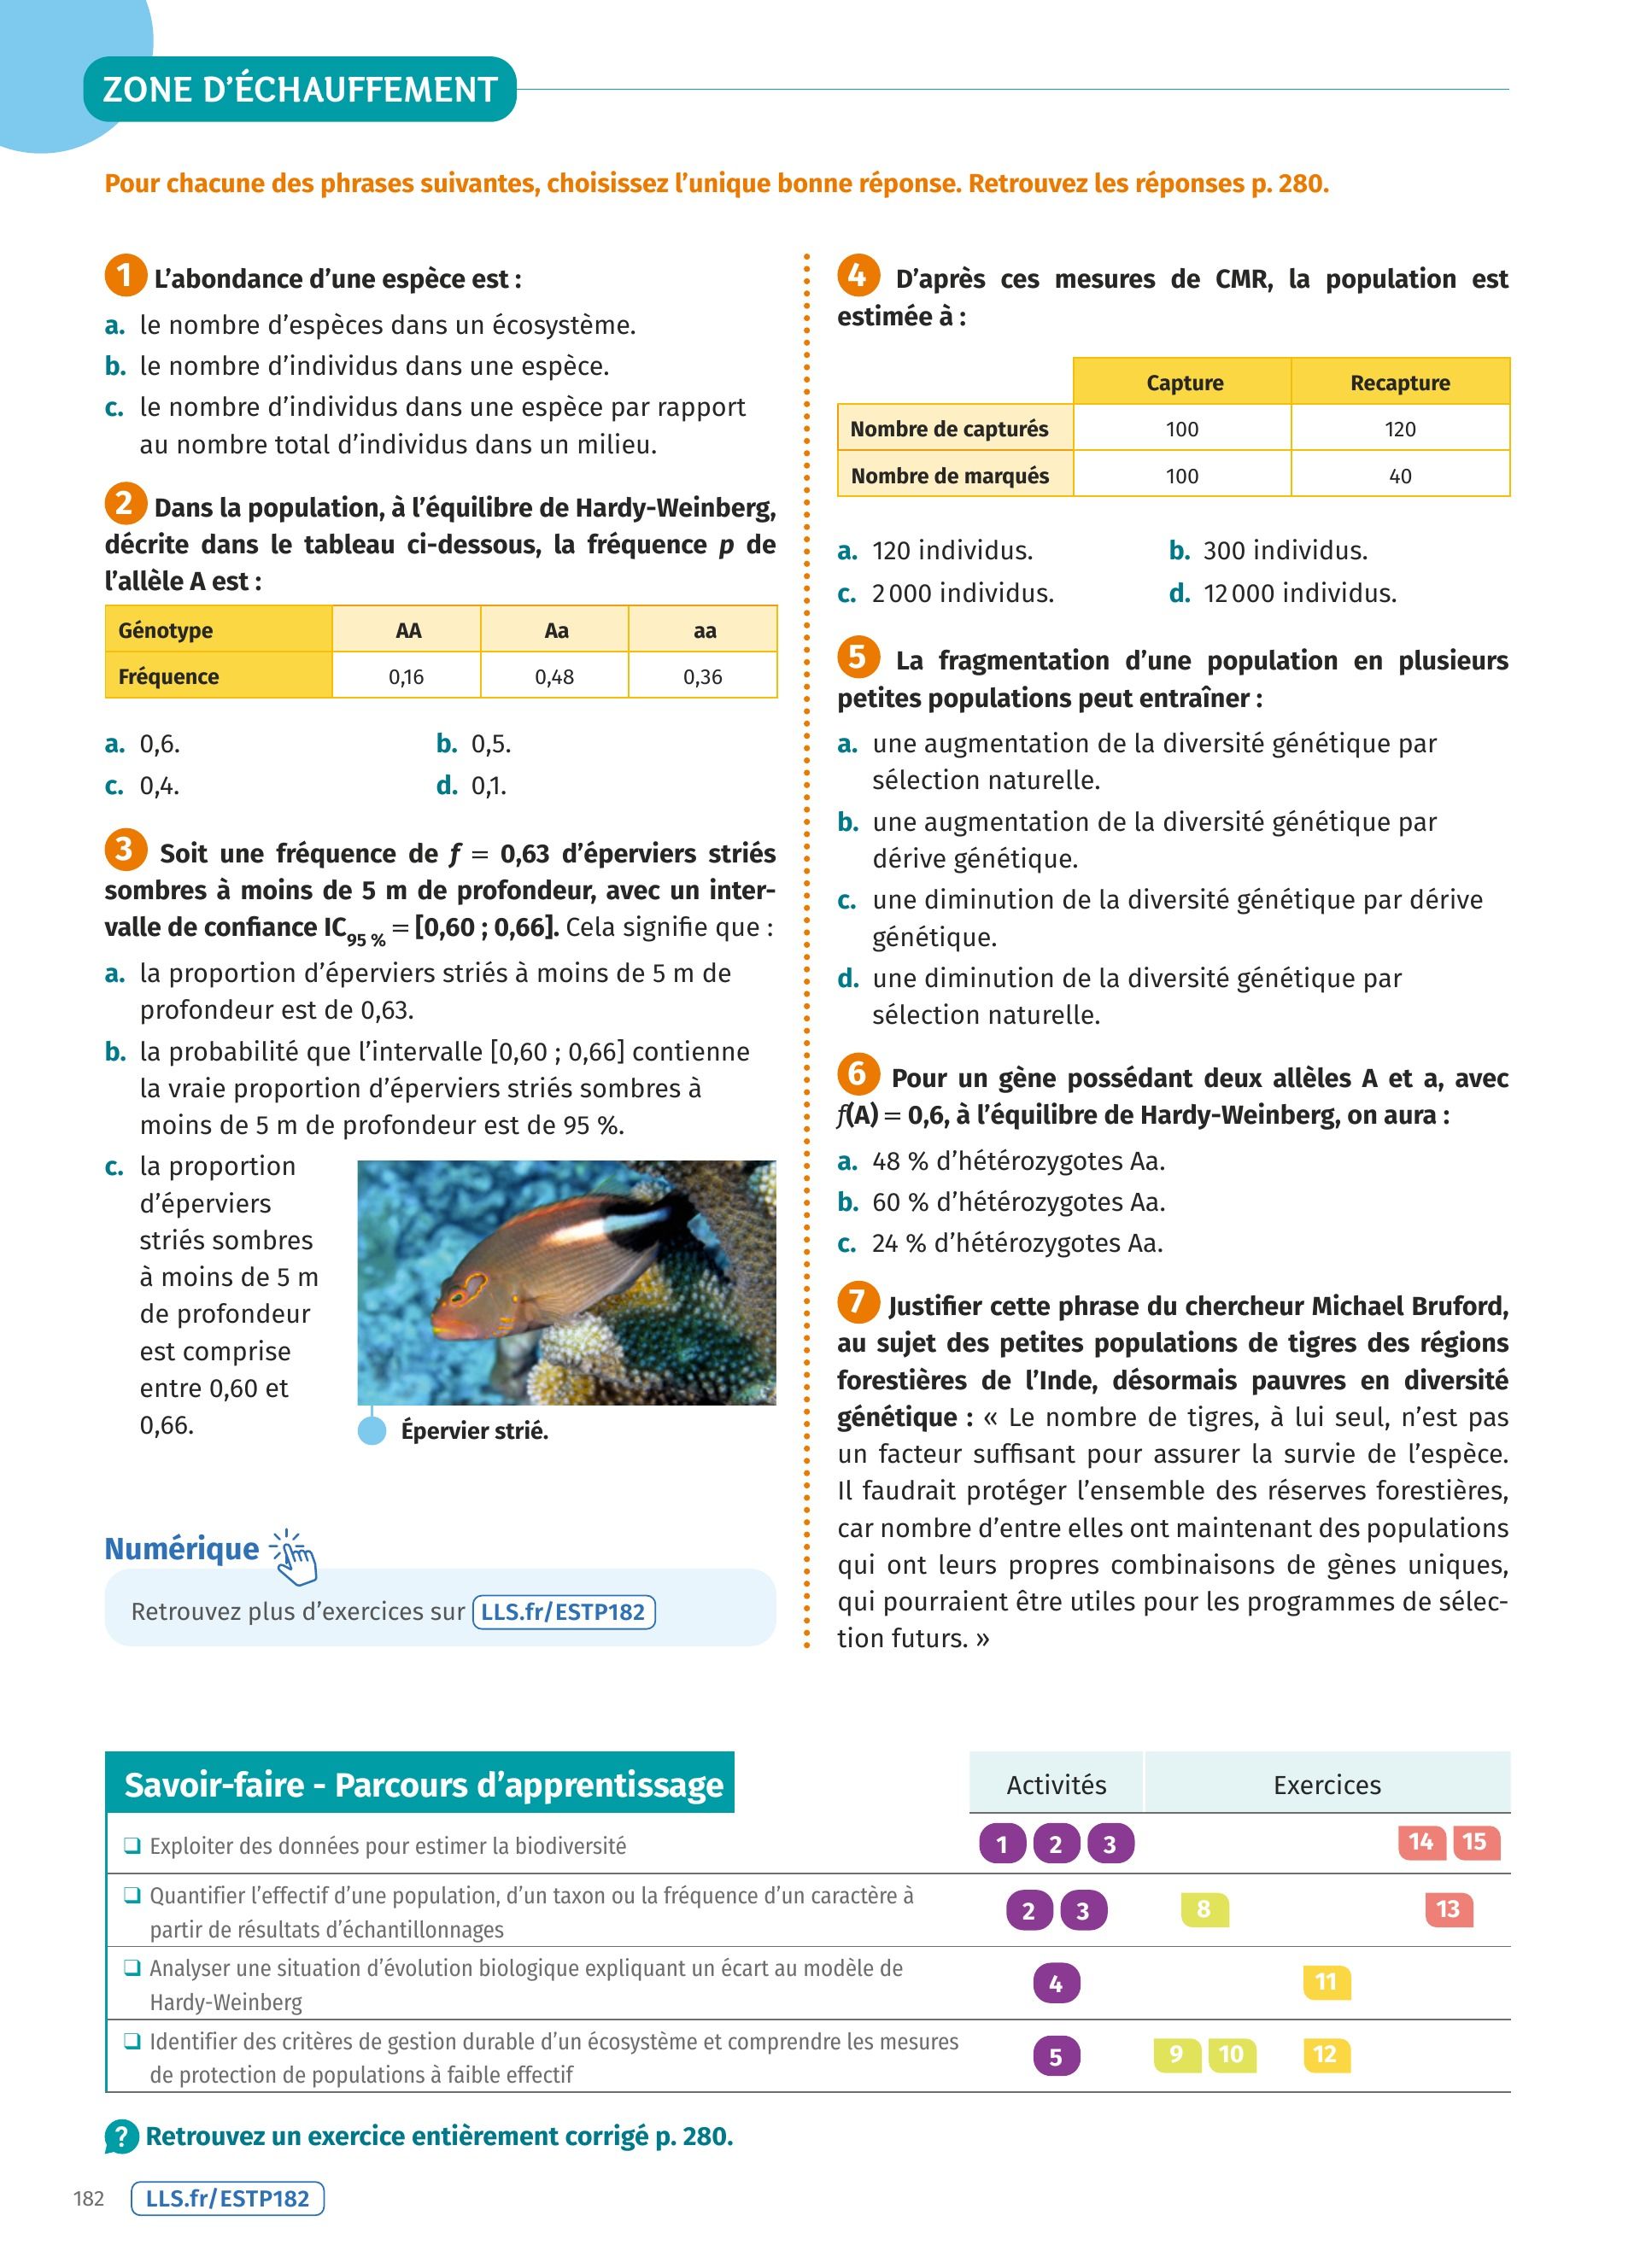 ZONE D’ÉCHAUFFEMENT
Pour chacune des phrases suivantes, choisissez l’unique bonne réponse. Retrouvez les réponses p. 280.
1 L’abondance d’une espèce est :
a. le nombre d’espèces dans un écosystème.
b. le nombre d’individus dans une espèce.
c. le nombre d’individus dans une espèce par rapport
au nombre total d’individus dans un milieu.
2 Dans la population, à l’équilibre de Hardy-Weinberg,
décrite dans le tableau ci-dessous, la fréquence p de
l’allèle A est :
Génotype AA Aa aa
Fréquence 0,16 0,48 0,36
a. 0,6. b. 0,5.
c. 0,4. d. 0,1.
3 Soit une fréquence de f = 0,63 d’éperviers striés
sombres à moins de 5 m de profondeur, avec un inter-
valle de confiance IC95 % = [0,60 ; 0,66]. Cela signifie que :
a. la proportion d’éperviers striés à moins de 5 m de
profondeur est de 0,63.
b. la probabilité que l’intervalle [0,60 ; 0,66] contienne
la vraie proportion d’éperviers striés sombres à
moins de 5 m de profondeur est de 95 %.
c. la proportion
d’éperviers
striés sombres
à moins de 5 m
de profondeur
est comprise
entre 0,60 et
0,66.
Épervier strié.
Numérique
Retrouvez plus d’exercices sur LLS.fr/ESTP182
4 D’après ces mesures de CMR, la population est
estimée à :
Capture Recapture
Nombre de capturés 100 120
Nombre de marqués 100 40
a. 120 individus. b. 300 individus.
c. 2 000 individus. d. 12 000 individus.
5 La fragmentation d’une population en plusieurs
petites populations peut entraîner :
a. une augmentation de la diversité génétique par
sélection naturelle.
b. une augmentation de la diversité génétique par
dérive génétique.
c. une diminution de la diversité génétique par dérive
génétique.
d. une diminution de la diversité génétique par
sélection naturelle.
6 Pour un gène possédant deux allèles A et a, avec
f(A) = 0,6, à l’équilibre de Hardy-Weinberg, on aura :
a. 48 % d’hétérozygotes Aa.
b. 60 % d’hétérozygotes Aa.
c. 24 % d’hétérozygotes Aa.
7 Justifier cette phrase du chercheur Michael Bruford,
au sujet des petites populations de tigres des régions
forestières de l’Inde, désormais pauvres en diversité
génétique : « Le nombre de tigres, à lui seul, n’est pas
un facteur suffisant pour assurer la survie de l’espèce.
Il faudrait protéger l’ensemble des réserves forestières,
car nombre d’entre elles ont maintenant des populations
qui ont leurs propres combinaisons de gènes uniques,
qui pourraient être utiles pour les programmes de sélec-
tion futurs. »
Savoir-faire - Parcours d’apprentissage Activités Exercices
❑ Exploiter des données pour estimer la biodiversité 1 2 3 14 15
❑ Quantifier l’effectif d’une population, d’un taxon ou la fréquence d’un caractère à
partir de résultats d’échantillonnages 2 3 8 13
❑ Analyser une situation d’évolution biologique expliquant un écart au modèle de
Hardy-Weinberg 4 11
❑ Identifier des critères de gestion durable d’un écosystème et comprendre les mesures
de protection de populations à faible effectif 5 9 10 12
? Retrouvez un exercice entièrement corrigé p. 280.
182 LLS.fr/ESTP182